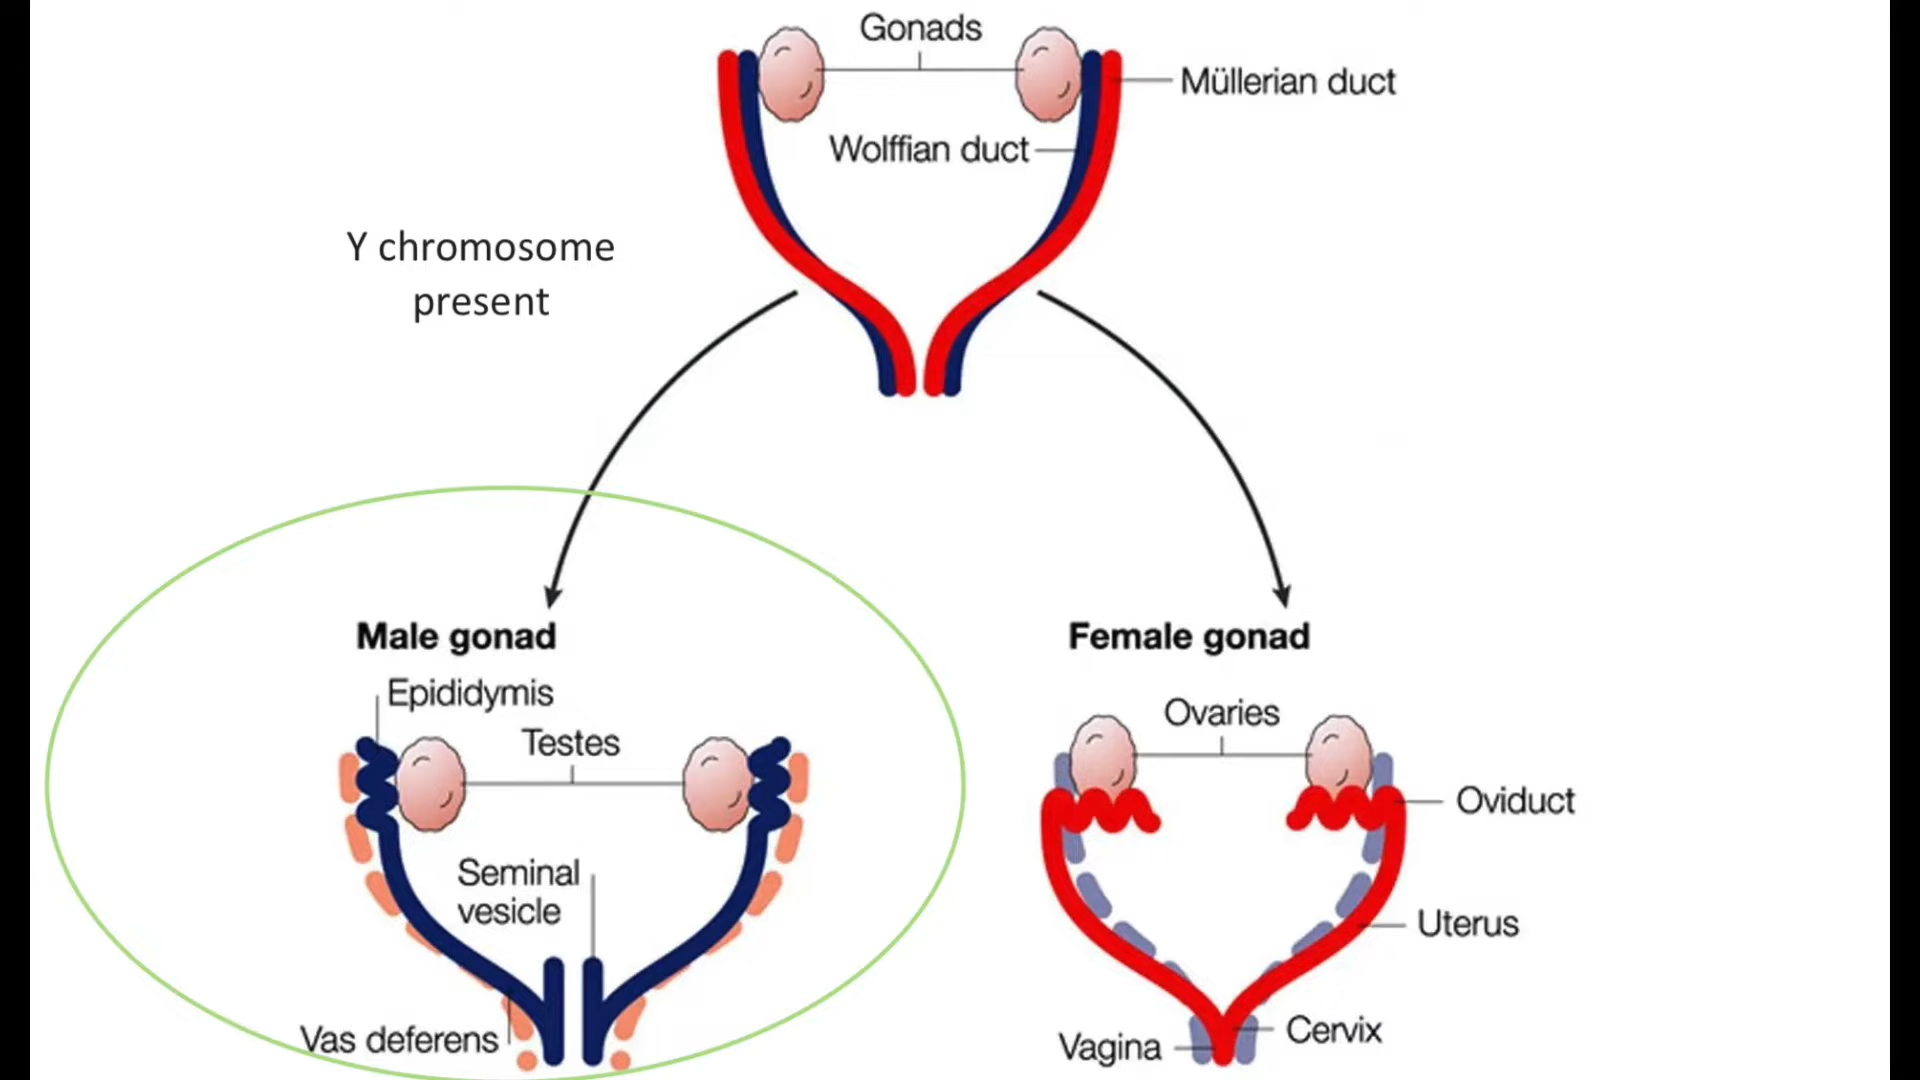 Gonads
Müllerian duct
Wolffian duct
Y chromosome
present
Male gonad
Female gonad
Epididymis
Testes
Ovaries
Oviduct
Seminal
vesicle
Uterus
Vas deferens
Vagina
Cervix